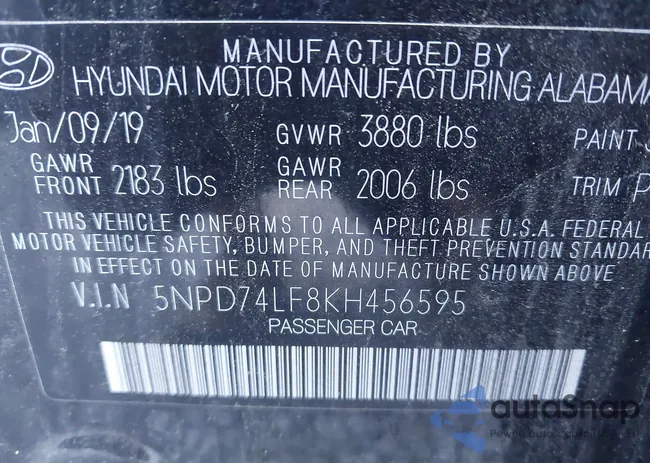 MANUFACTURED BY
HYUNDAI MOTOR MANUFACTURING ALABAMA
Jan/09/19 GVWR 3880 lbs PAINT
GAWR FRONT 2183 lbs GAWR REAR 2006 lbs TRIM P
THIS VEHICLE CONFORMS TO ALL APPLICABLE U.S.A. FEDERAL
MOTOR VEHICLE SAFETY, BUMPER, AND THEFT PREVENTION STANDAR
IN EFFECT ON THE DATE OF MANUFACTURE SHOWN ABOVE
V.I.N 5NPD74LF8KH456595
PASSENGER CAR
autoSnap